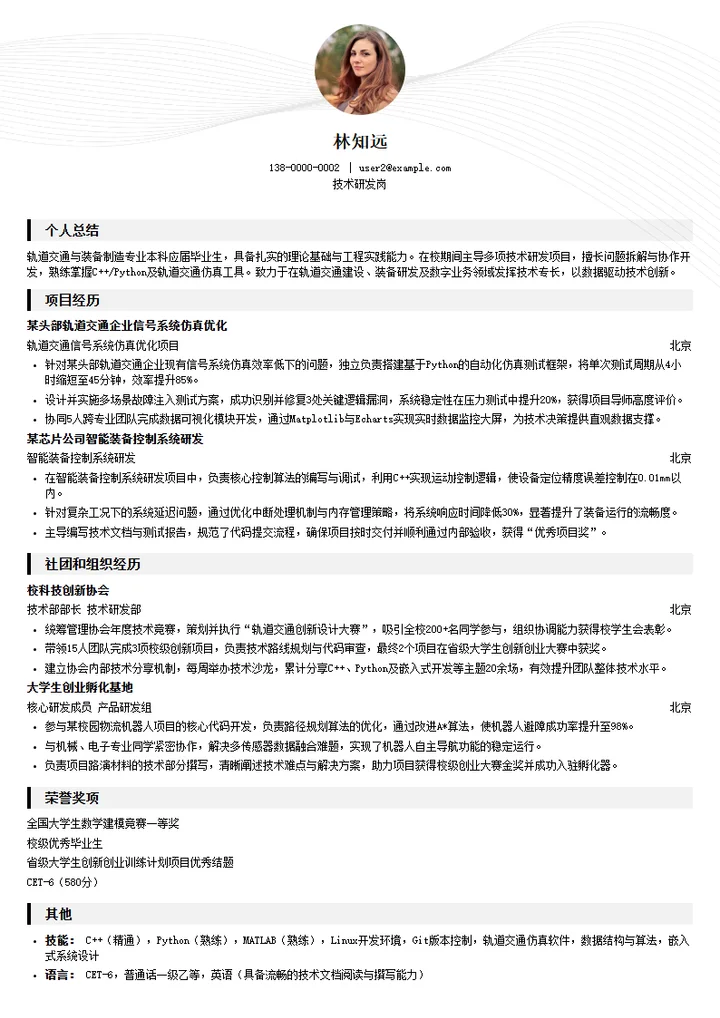 林知远
138-0000-0002 | user2@example.com
技术研发岗
个人总结
轨道交通与装备制造专业本科应届毕业生，具备扎实的理论基础与工程实践能力。在校期间主导多项技术研发项目，擅长问题拆解与协作开
发，熟练掌握C++/Python及轨道交通仿真工具。致力于在轨道交通建设、装备研发及数字业务领域发挥技术专长，以数据驱动技术创新。
项目经历
某头部轨道交通企业信号系统仿真优化
轨道交通信号系统仿真优化项目 北京
• 针对某头部轨道交通企业现有信号系统仿真效率低下的问题，独立负责搭建基于Python的自动化仿真测试框架，将单次测试周期从4小
时缩短至45分钟，效率提升85%。
• 设计并实施多场景故障注入测试方案，成功识别并修复3处关键逻辑漏洞，系统稳定性在压力测试中提升20%，获得项目导师高度评价。
• 协同5人跨专业团队完成数据可视化模块开发，通过Matplotlib与Echarts实现实时数据监控大屏，为技术决策提供直观数据支撑。
某芯片公司智能装备控制系统研发
智能装备控制系统研发 北京
• 在智能装备控制系统研发项目中，负责核心控制算法的编写与调试，利用C++实现运动控制逻辑，使设备定位精度误差控制在0.01mm以
内。
• 针对复杂工况下的系统延迟问题，通过优化中断处理机制与内存管理策略，将系统响应时间降低30%，显著提升了装备运行的流畅度。
• 主导编写技术文档与测试报告，规范了代码提交流程，确保项目按时交付并顺利通过内部验收，获得“优秀项目奖”。
社团和组织经历
校科技创新协会
技术部部长 技术研发部 北京
• 统筹管理协会年度技术竞赛，策划并执行“轨道交通创新设计大赛”，吸引全校200+名同学参与，组织协调能力获得校学生会表彰。
• 带领15人团队完成3项校级创新项目，负责技术路线规划与代码审查，最终2个项目在省级大学生创新创业大赛中获奖。
• 建立协会内部技术分享机制，每周举办技术沙龙，累计分享C++、Python及嵌入式开发等主题20余场，有效提升团队整体技术水平。
大学生创业孵化基地
核心研发成员 产品研发组 北京
• 参与某校园物流机器人项目的核心代码开发，负责路径规划算法的优化，通过改进A*算法，使机器人避障成功率提升至98%。
• 与机械、电子专业同学紧密协作，解决多传感器数据融合难题，实现了机器人自主导航功能的稳定运行。
• 负责项目路演材料的技术部分撰写，清晰阐述技术难点与解决方案，助力项目获得校级创业大赛金奖并成功入驻孵化器。
荣誉奖项
全国大学生数学建模竞赛一等奖
校级优秀毕业生
省级大学生创新创业训练计划项目优秀结题
CET-6（580分）
其他
• 技能： C++（精通），Python（熟练），MATLAB（熟练），Linux开发环境，Git版本控制，轨道交通仿真软件，数据结构与算法，嵌入
式系统设计
• 语言： CET-6，普通话一级乙等，英语（具备流畅的技术文档阅读与撰写能力）